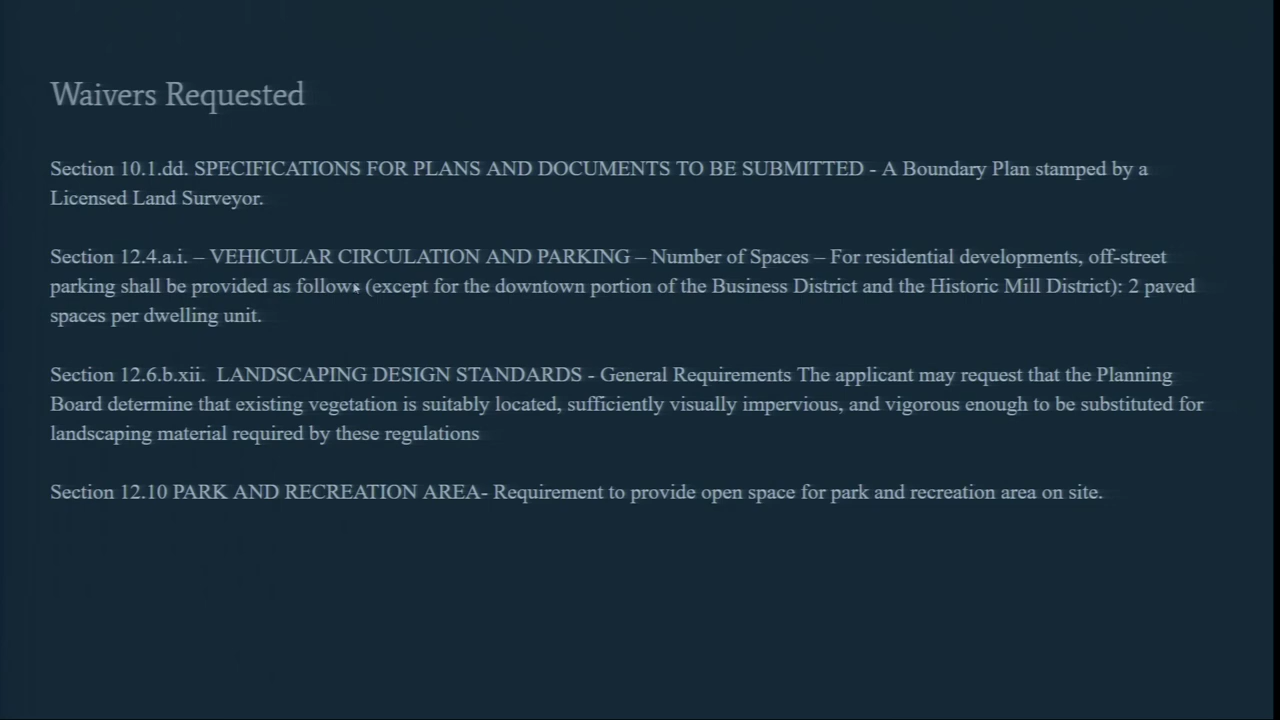 Waivers Requested
Section 10.1.dd. SPECIFICATIONS FOR PLANS AND DOCUMENTS TO BE SUBMITTED - A Boundary Plan stamped by a
Licensed Land Surveyor.
Section 12.4.a.i. – VEHICULAR CIRCULATION AND PARKING – Number of Spaces – For residential developments, off-street
parking shall be provided as follows (except for the downtown portion of the Business District and the Historic Mill District): 2 paved
spaces per dwelling unit.
Section 12.6.b.xii.  LANDSCAPING DESIGN STANDARDS - General Requirements The applicant may request that the Planning
Board determine that existing vegetation is suitably located, sufficiently visually impervious, and vigorous enough to be substituted for
landscaping material required by these regulations
Section 12.10 PARK AND RECREATION AREA- Requirement to provide open space for park and recreation area on site.